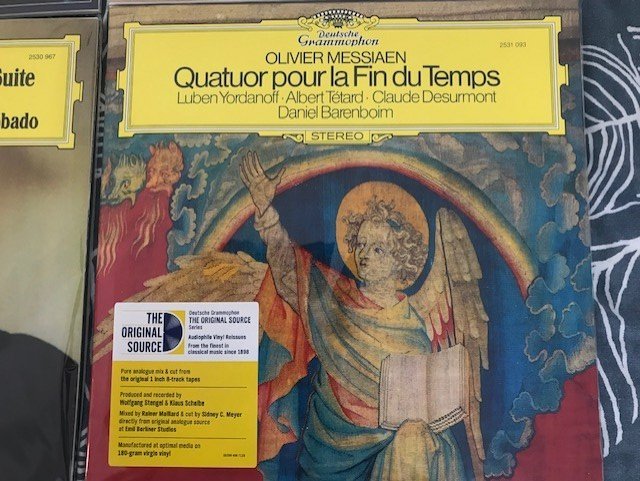 2530 967
Suite
bado
Deutsche
Grammophon
2531 093
OLIVIER MESSIAEN
Quatuor pour la Fin du Temps
Luben Yordanoff · Albert Tétard · Claude Desurmont
Daniel Barenboim
STEREO
THE
ORIGINAL
SOURCE
Deutsche Grammophon
THE ORIGINAL SOURCE
Series
Audiophile Vinyl Reissues
From the finest in
classical music since 1898
Pure analogue mix & cut from
the original 1 inch 8-track tapes
Produced and recorded by
Wolfgang Stengel & Klaus Scheibe
Mixed by Rainer Maillard & cut by Sidney C. Meyer
directly from original analogue source
at Emil Berliner Studios
Manufactured at optimal media on
180-gram virgin vinyl